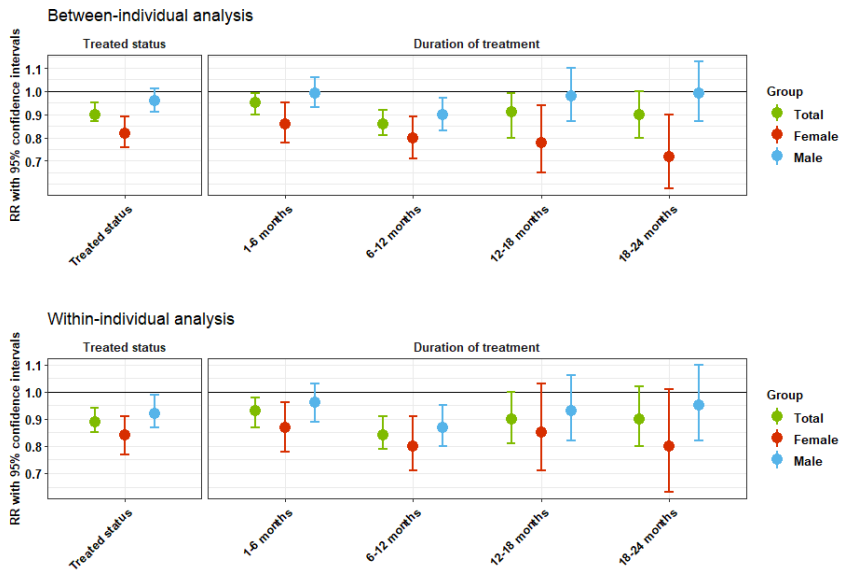 Between-individual analysis
Treated status
Duration of treatment
RR with 95% confidence intervals
1.1
1.0
0.9
0.8
0.7
Treated status
1-6 months
6-12 months
12-18 months
18-24 months
Group
Total
Female
Male
Within-individual analysis
Treated status
Duration of treatment
RR with 95% confidence intervals
1.1
1.0
0.9
0.8
0.7
Treated status
1-6 months
6-12 months
12-18 months
18-24 months
Group
Total
Female
Male